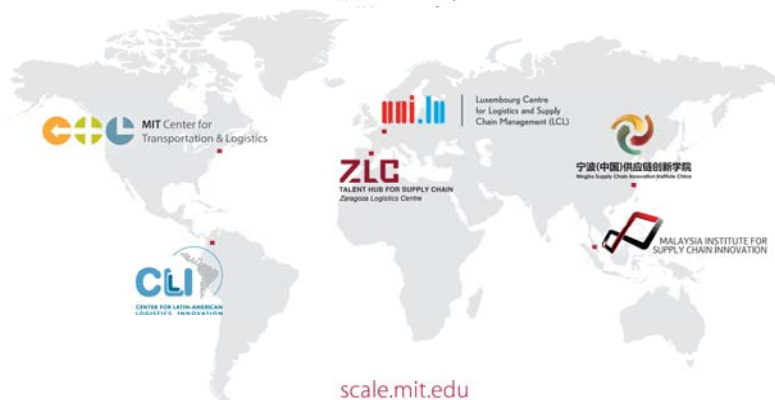 MIT Center for
Transportation & Logistics
uni.lu
Luxembourg Centre
for Logistics and Supply
Chain Management (LCL)
ZLC
TALENT HUB FOR SUPPLY CHAIN
Zaragoza Logistics Centre
宁波(中国)供应链创新学院
Ningbo Supply Chain Innovation Institute China
MALAYSIA INSTITUTE FOR
SUPPLY CHAIN INNOVATION
CLI
CENTER FOR LATIN-AMERICAN
LOGISTICS INNOVATION
scale.mit.edu